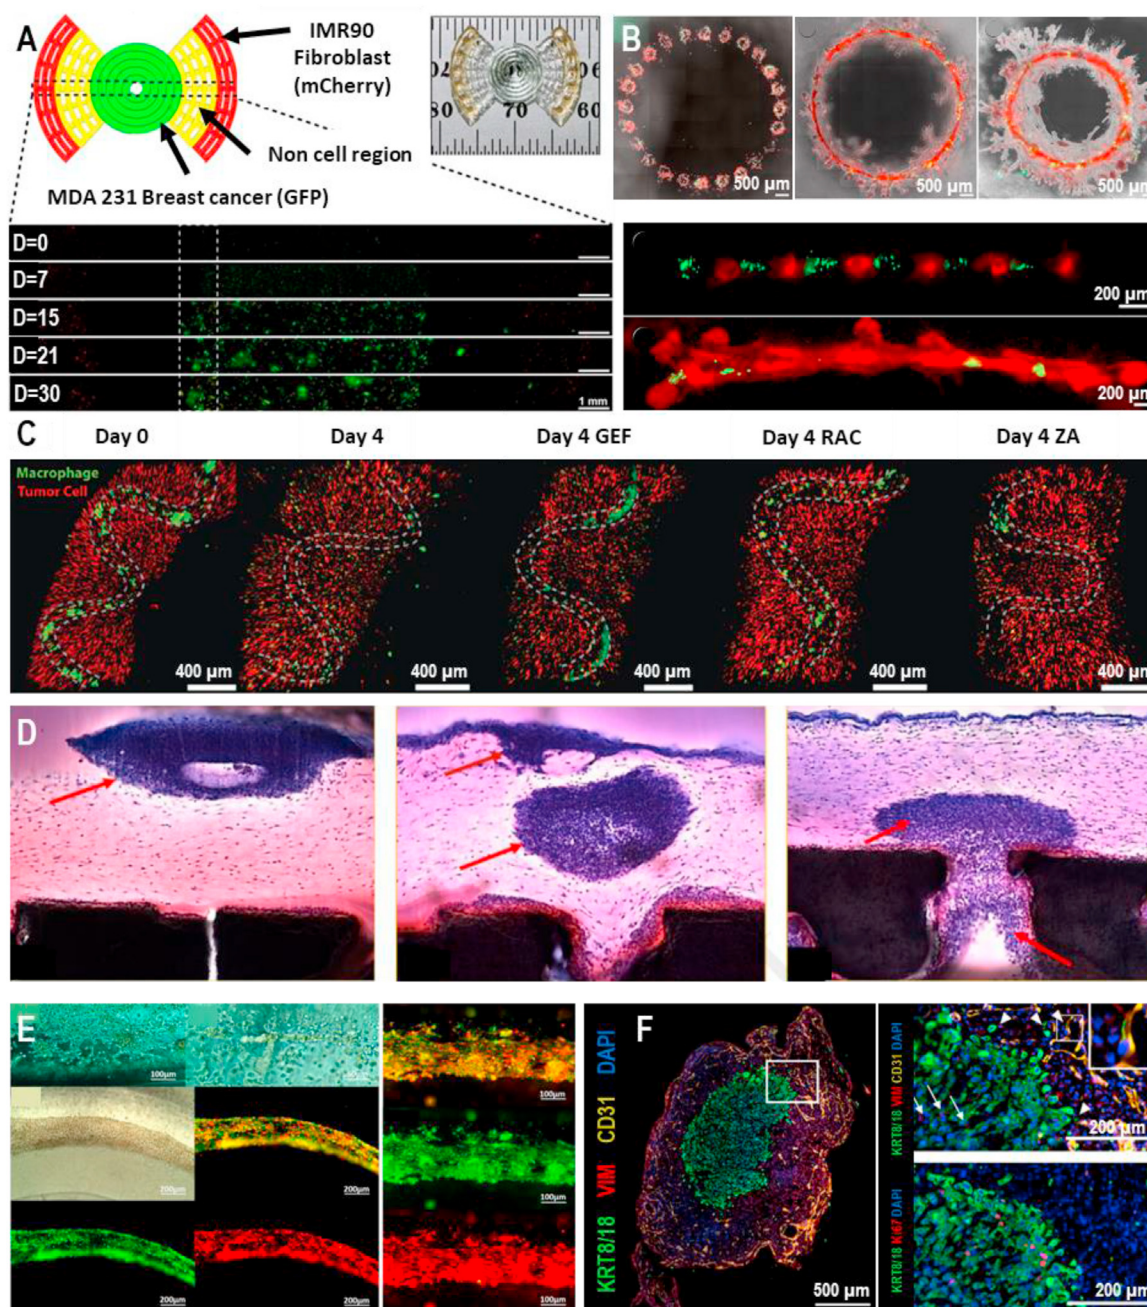 A
IMR90
Fibroblast
(mCherry)
Non cell region
MDA 231 Breast cancer (GFP)
80 70 60
D=0
D=7
D=15
D=21
D=30
1 mm
B
500 µm
500 µm
500 µm
200 µm
200 µm
C
Day 0
Day 4
Day 4 GEF
Day 4 RAC
Day 4 ZA
Macrophage
Tumor Cell
400 µm
400 µm
400 µm
400 µm
400 µm
D
E
100µm
100µm
200µm
200µm
100µm
200µm
200µm
100µm
F
KRT8/18 VIM CD31 DAPI
500 µm
KRT8/18 VIM CD31 DAPI
200 µm
KRT8/18 Ki67 DAPI
200 µm